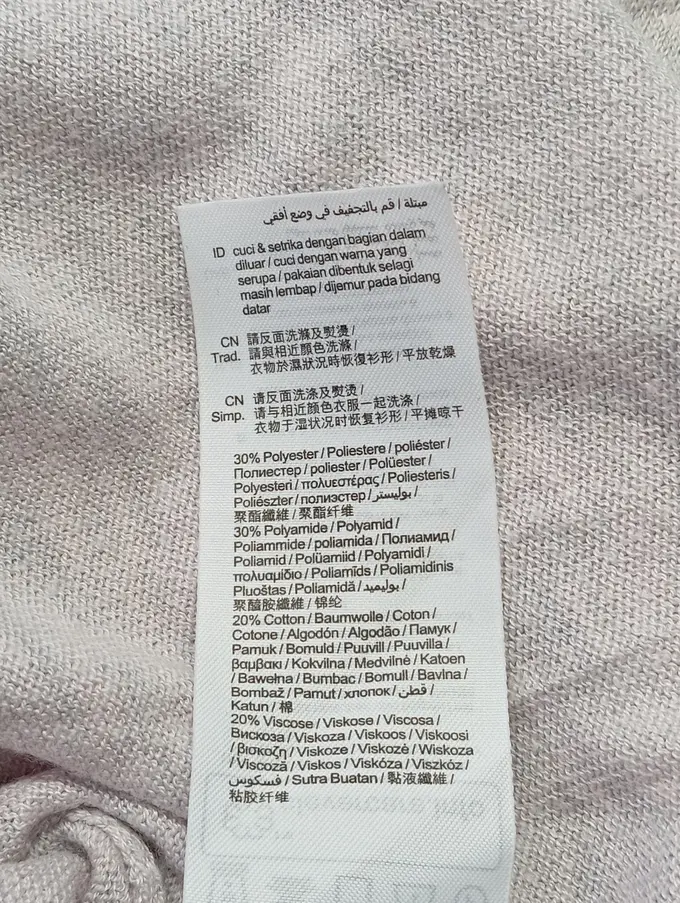 مبتلة / قم بالتجفيف في وضع أفقي
ID cuci & setrika dengan bagian dalam
diluar / cuci dengan warna yang
serupa / pakaian dibentuk selagi
masih lembap / dijemur pada bidang
datar
CN 請反面洗滌及熨燙 /
Trad. 請與相近顏色洗滌 /
衣物於濕狀況時恢復衫形 / 平放乾燥
CN 请反面洗涤及熨烫 /
Simp. 请与相近颜色衣服一起洗涤 /
衣物于湿状况时恢复衫形 / 平摊晾干
30% Polyester / Poliestere / poliéster /
Полиестер / poliester / Polüester /
Polyesteri / πολυεστέρας / Poliesteris /
Poliészter / полиэстер / بوليستر /
聚酯纖維 / 聚酯纤维
30% Polyamide / Polyamid /
Poliammide / poliamida / Полиамид /
Poliamid / Polüamiid / Polyamidi /
πολυαμίδιο / Poliamīds / Poliamidinis
Pluoštas / Poliamidă / بوليميد /
聚醯胺纖維 / 锦纶
20% Cotton / Baumwolle / Coton /
Cotone / Algodón / Algodão / Памук /
Pamuk / Bomuld / Puuvill / Puuvilla /
βαμβακι / Kokvilna / Medvilnė / Katoen
/ Bawełna / Bumbac / Bomull / Bavlna /
Bombaž / Pamut / хлопок / قطن /
Katun / 棉
20% Viscose / Viskose / Viscosa /
Вискоза / Viskoza / Viskoos / Viskoosi
/ βισκοζη / Viskoze / Viskozė / Wiskoza
/ Viscoză / Viskos / Viskóza / Viszkóz /
فسكوس / Sutra Buatan / 黏液纖維 /
粘胶纤维